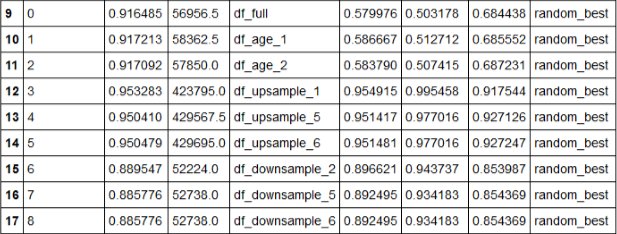 9 0 0.916485 56956.5 df_full 0.579976 0.503178 0.684438 random_best
10 1 0.917213 58362.5 df_age_1 0.586667 0.512712 0.685552 random_best
11 2 0.917092 57850.0 df_age_2 0.583790 0.507415 0.687231 random_best
12 3 0.953283 423795.0 df_upsample_1 0.954915 0.995458 0.917544 random_best
13 4 0.950410 429567.5 df_upsample_5 0.951417 0.977016 0.927126 random_best
14 5 0.950479 429695.0 df_upsample_6 0.951481 0.977016 0.927247 random_best
15 6 0.889547 52224.0 df_downsample_2 0.896621 0.943737 0.853987 random_best
16 7 0.885776 52738.0 df_downsample_5 0.892495 0.934183 0.854369 random_best
17 8 0.885776 52738.0 df_downsample_6 0.892495 0.934183 0.854369 random_best